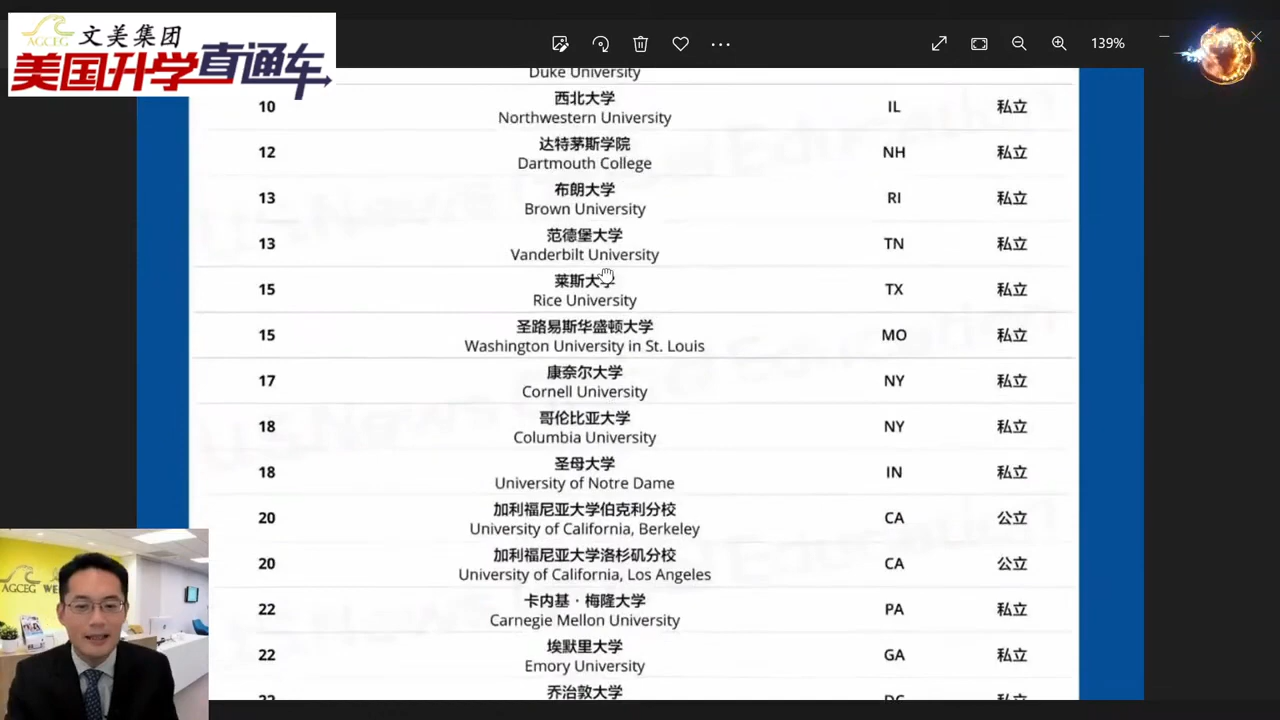 AGCEG 文美集团
美国升学直通车
139%
Duke University
10 西北大学 IL 私立
Northwestern University
12 达特茅斯学院 NH 私立
Dartmouth College
13 布朗大学 RI 私立
Brown University
13 范德堡大学 TN 私立
Vanderbilt University
15 莱斯大学 TX 私立
Rice University
15 圣路易斯华盛顿大学 MO 私立
Washington University in St. Louis
17 康奈尔大学 NY 私立
Cornell University
18 哥伦比亚大学 NY 私立
Columbia University
18 圣母大学 IN 私立
University of Notre Dame
20 加利福尼亚大学伯克利分校 CA 公立
University of California, Berkeley
20 加利福尼亚大学洛杉矶分校 CA 公立
University of California, Los Angeles
22 卡内基·梅隆大学 PA 私立
Carnegie Mellon University
22 埃默里大学 GA 私立
Emory University
22 乔治敦大学 DC 私立
AGCEG